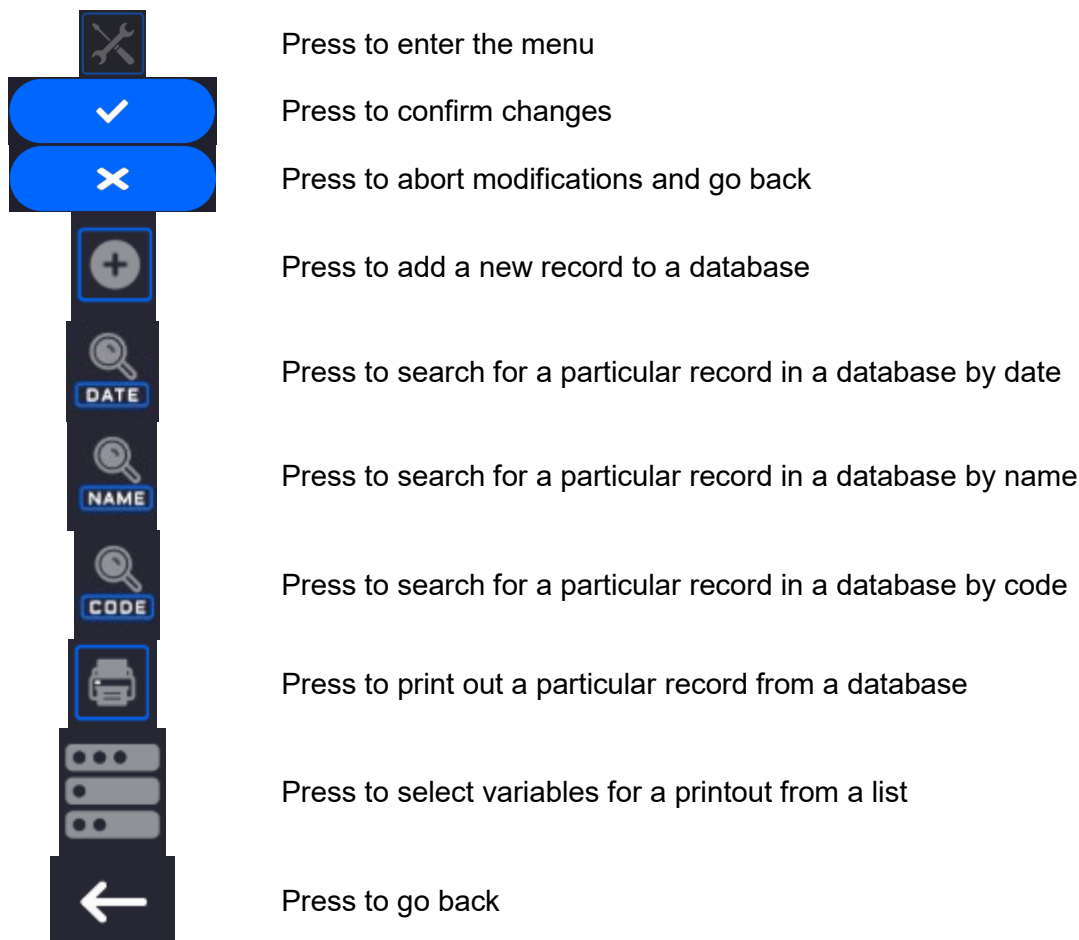 Press to enter the menu
Press to confirm changes
Press to abort modifications and go back
Press to add a new record to a database
DATE
Press to search for a particular record in a database by date
NAME
Press to search for a particular record in a database by name
CODE
Press to search for a particular record in a database by code
Press to print out a particular record from a database
Press to select variables for a printout from a list
Press to go back